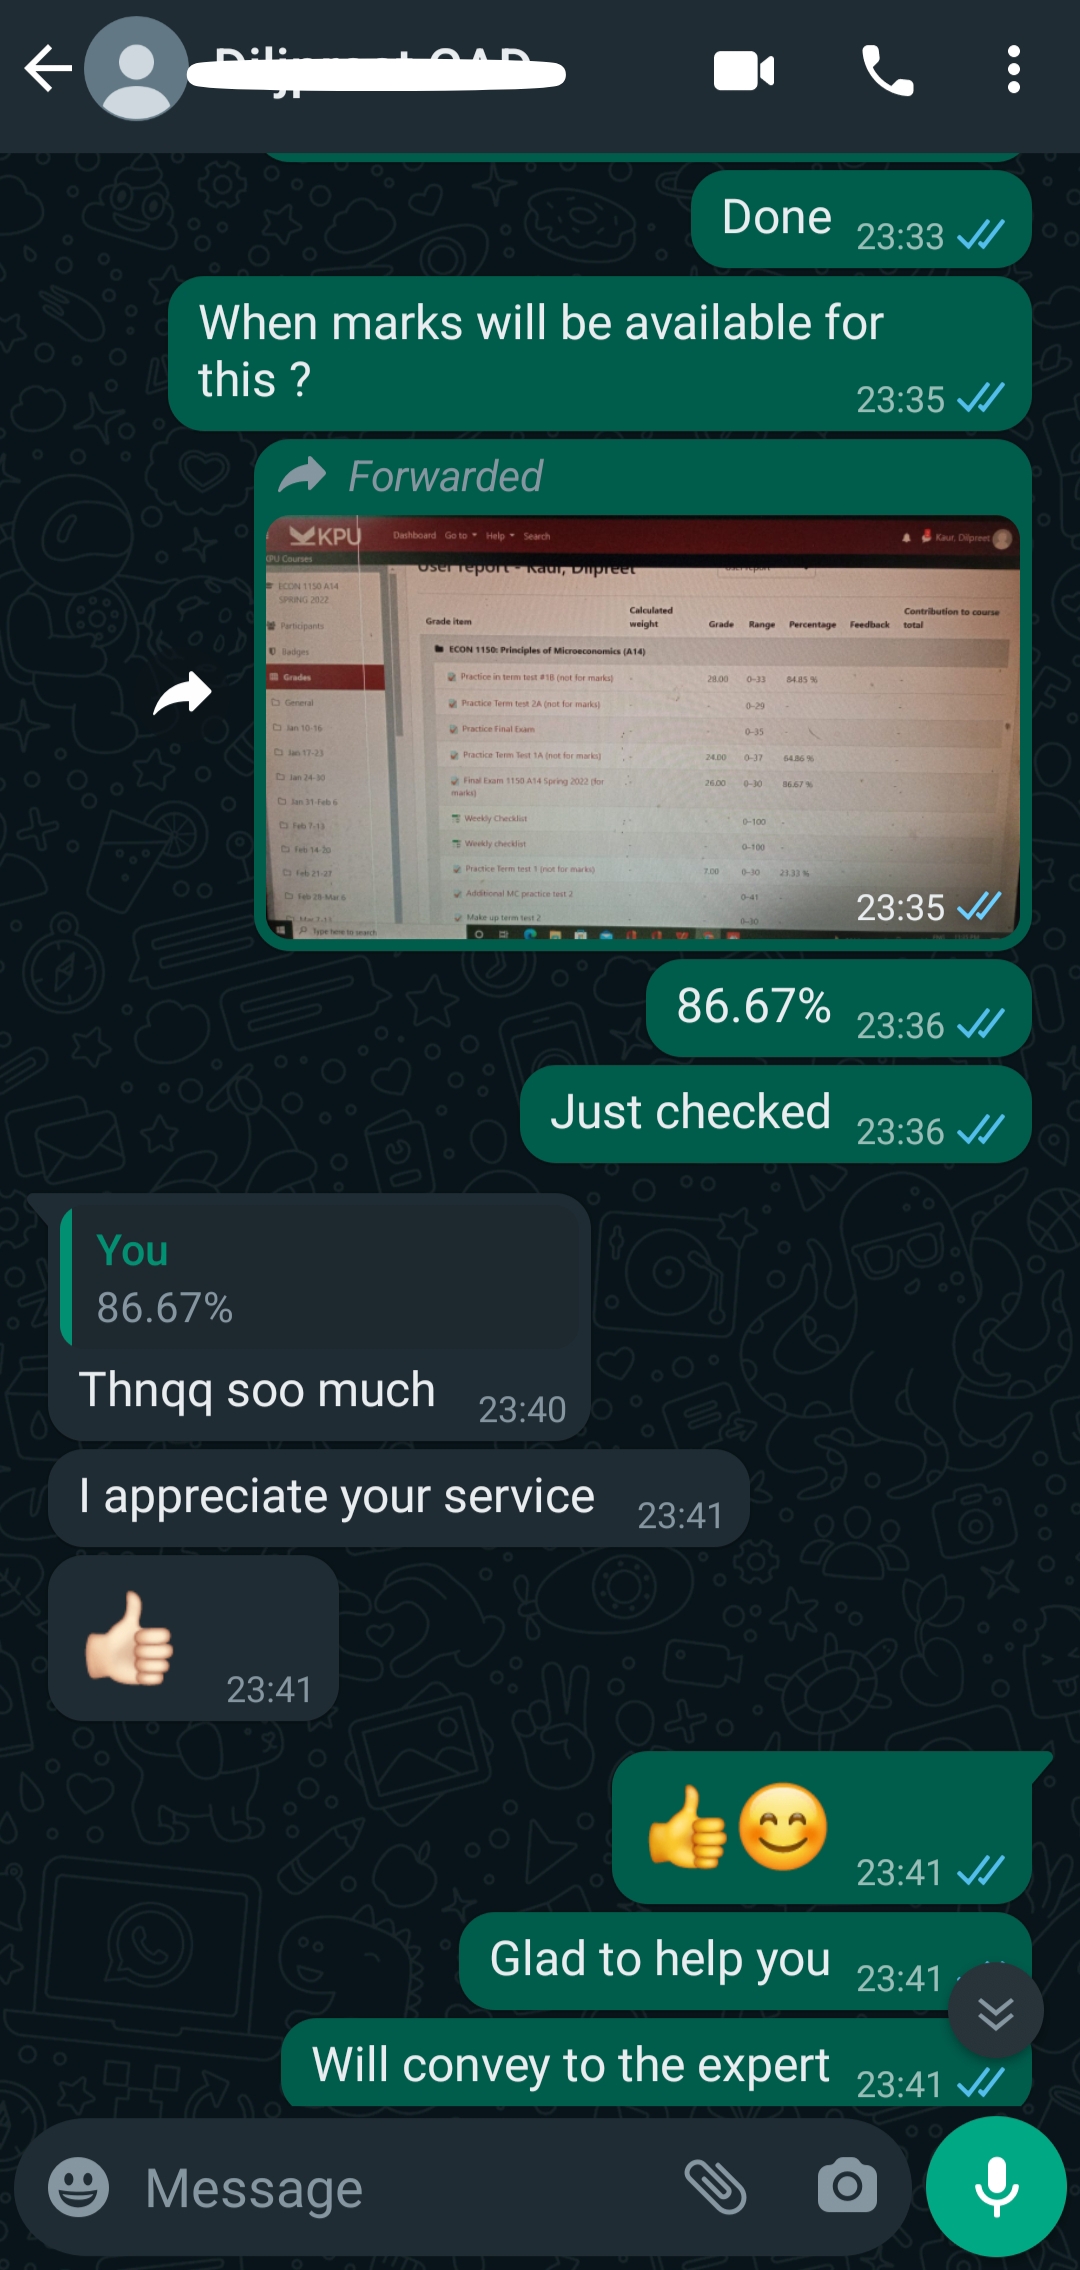 Done 23:33
When marks will be available for
this ?
23:35
Forwarded
KPU Dashboard Go to Help Search Kaur, Dilpreet
KPU Courses
User report - Kaur, Dilpreet
ECON 1150 A14
SPRING 2022
Participants
Badges
Grades
General
Jan 10-16
Jan 17-23
Jan 24-30
Jan 31-Feb 6
Feb 7-13
Feb 14-20
Feb 21-27
Feb 28-Mar 6
Type here to search
Grade item Calculated weight Grade Range Percentage Feedback Contribution to course total
ECON 1150: Principles of Microeconomics (A14)
Practice in term test #1B (not for marks) - 28.00 0-33 84.85 %
Practice Term test 2A (not for marks) 0-29
Practice Final Exam 0-35
Practice Term Test 1A (not for marks) 24.00 0-37 64.86 %
Final Exam 1150 A14 Spring 2022 (for
marks) 26.00 0-30 86.67 %
Weekly Checklist 0-100
Weekly checklist 0-100
Practice Term test 1 (not for marks) 7.00 0-30 23.33 %
Additional MC practice test 2 0-41
Make up term test 2 0-30
23:35
86.67% 23:36
Just checked 23:36
You
86.67%
Thnqq soo much 23:40
I appreciate your service 23:41
👍🏻 23:41
👍😊 23:41
Glad to help you 23:41
Will convey to the expert 23:41
Message